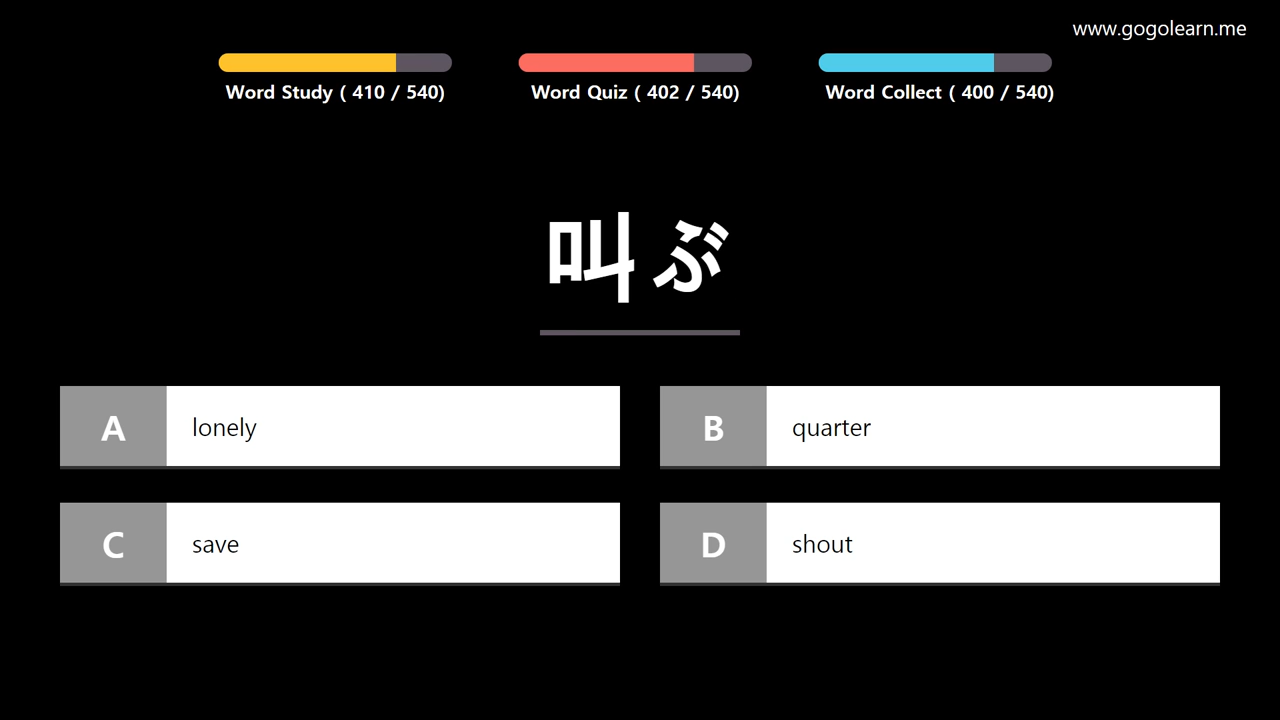 www.gogolearn.me
Word Study ( 410 / 540)
Word Quiz ( 402 / 540)
Word Collect ( 400 / 540)
叫ぶ
A lonely
B quarter
C save
D shout